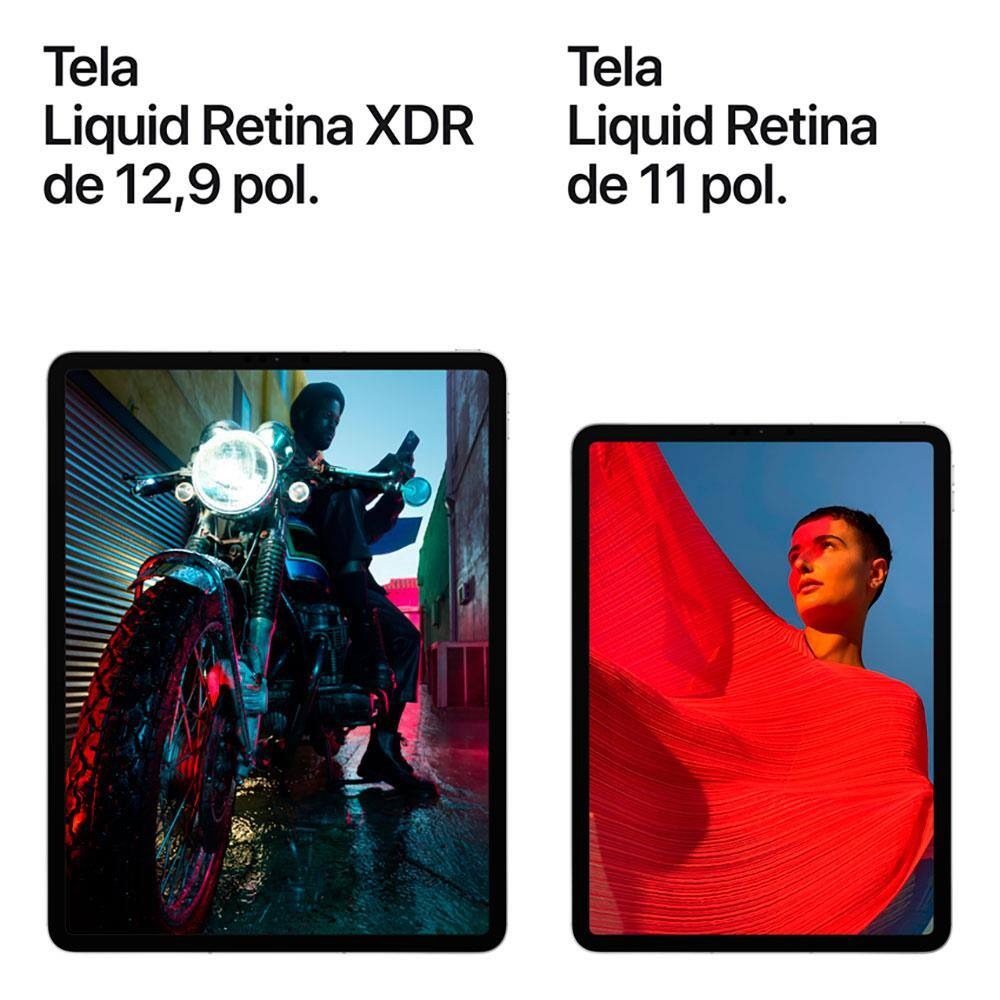 Tela
Liquid Retina XDR
de 12,9 pol.
Tela
Liquid Retina
de 11 pol.